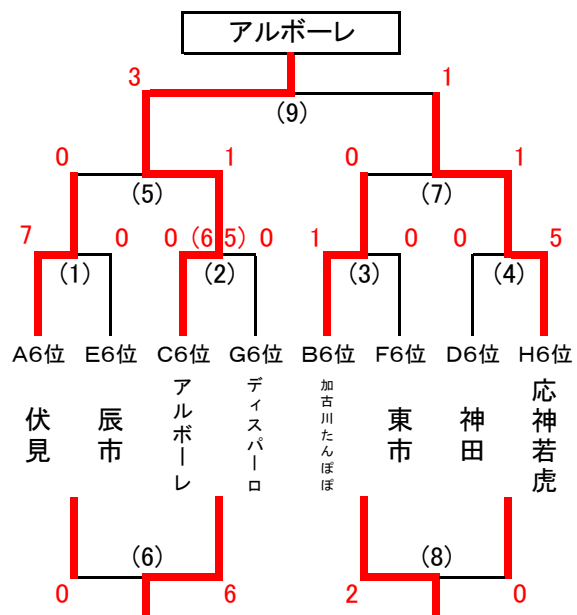 アルボーレ
3 1
(9)
0 1 0 1
(5) (7)
7 0 0 (6 5) 0 1 0 0 5
(1) (2) (3) (4)
A6位 E6位 C6位 G6位 B6位 F6位 D6位 H6位
伏見
辰市
アルボーレ
ディスパーロ
加古川たんぽぽ
東市
神田
応神若虎
(6) (8)
0 6 2 0